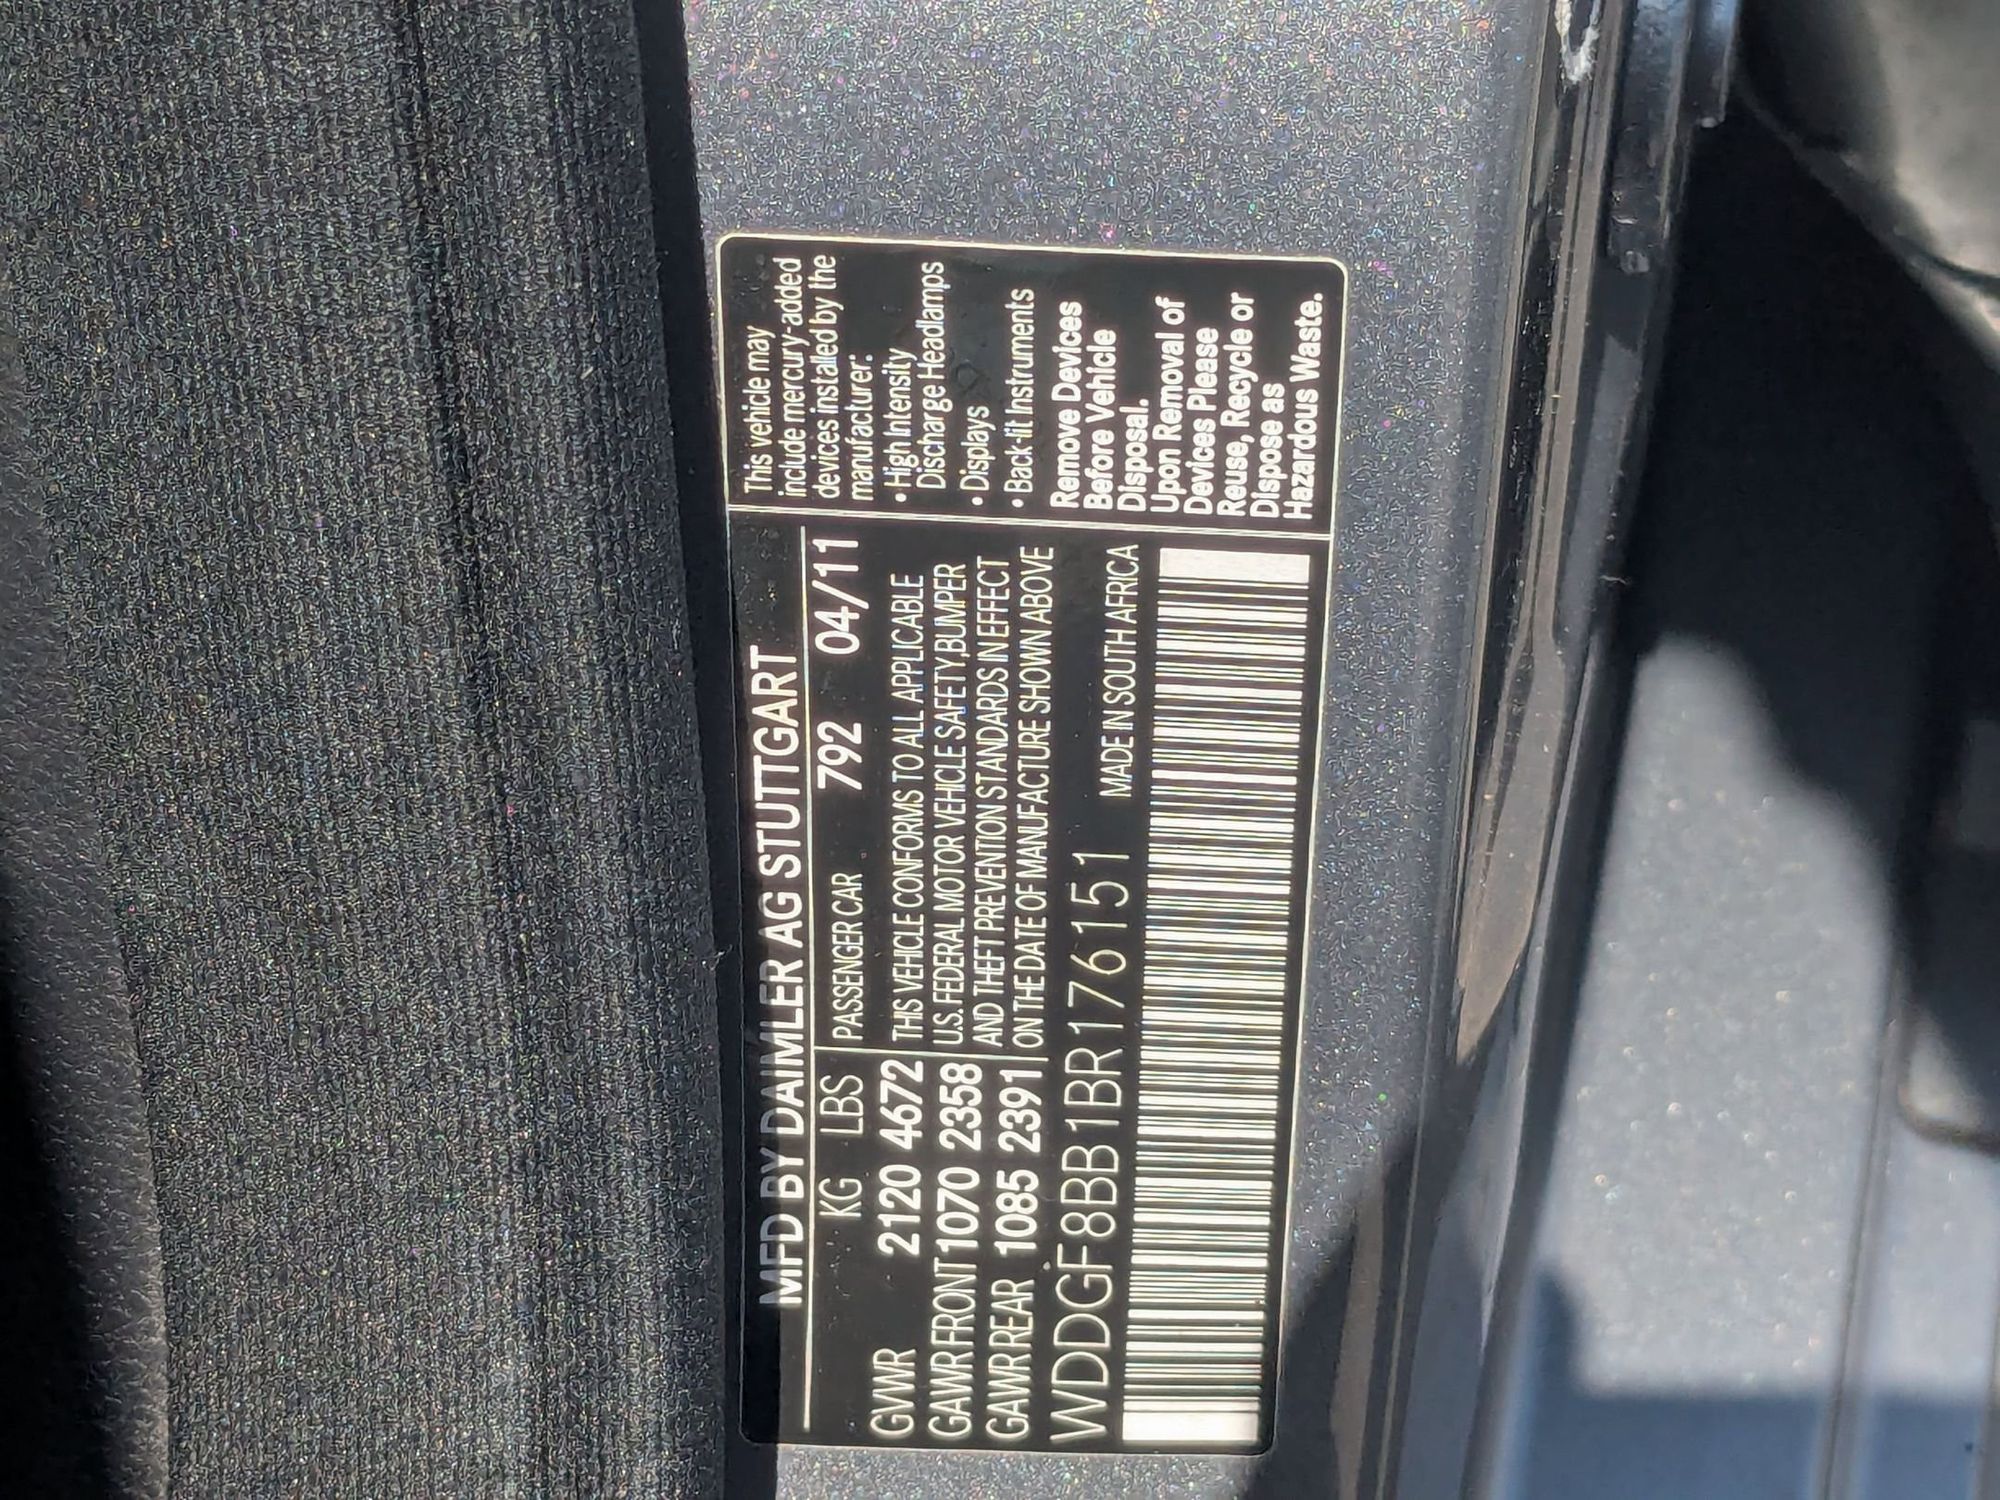 MFD BY DAIMLER AG STUTTGART
KG LBS PASSENGER CAR 792 04/11
GVWR 2120 4672
GAWR FRONT 1070 2358
GAWR REAR 1085 2391
THIS VEHICLE CONFORMS TO ALL APPLICABLE
U.S. FEDERAL MOTOR VEHICLE SAFETY,BUMPER
AND THEFT PREVENTION STANDARDS IN EFFECT
ON THE DATE OF MANUFACTURE SHOWN ABOVE
WDDGF8BB1BR176151 MADE IN SOUTH AFRICA
This vehicle may
include mercury-added
devices installed by the
manufacturer:
• High Intensity
Discharge Headlamps
• Displays
• Back-lit Instruments
Remove Devices
Before Vehicle
Disposal.
Upon Removal of
Devices Please
Reuse, Recycle or
Dispose as
Hazardous Waste.